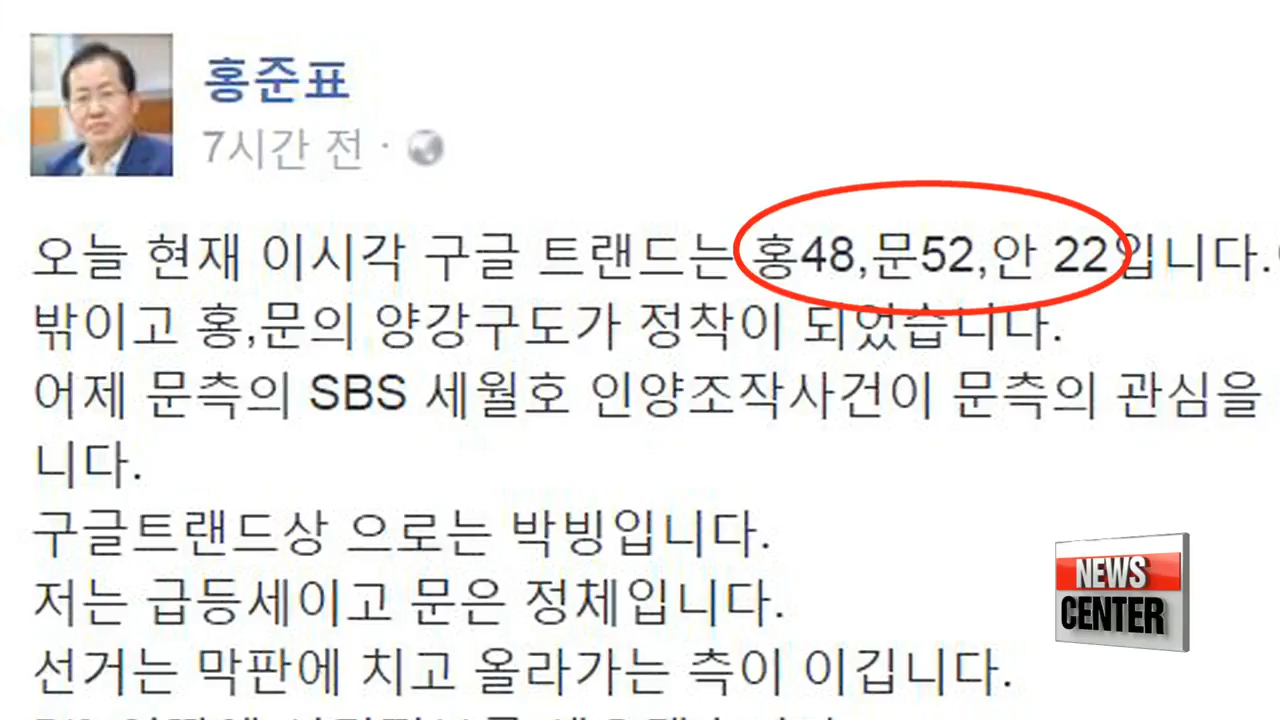 홍준표
7시간 전 ·
오늘 현재 이시각 구글 트랜드는 홍48,문52,안 22입니다.
밖이고 홍,문의 양강구도가 정착이 되었습니다.
어제 문측의 SBS 세월호 인양조작사건이 문측의 관심을
니다.
구글트랜드상 으로는 박빙입니다.
저는 급등세이고 문은 정체입니다.
선거는 막판에 치고 올라가는 측이 이깁니다.
NEWS
CENTER